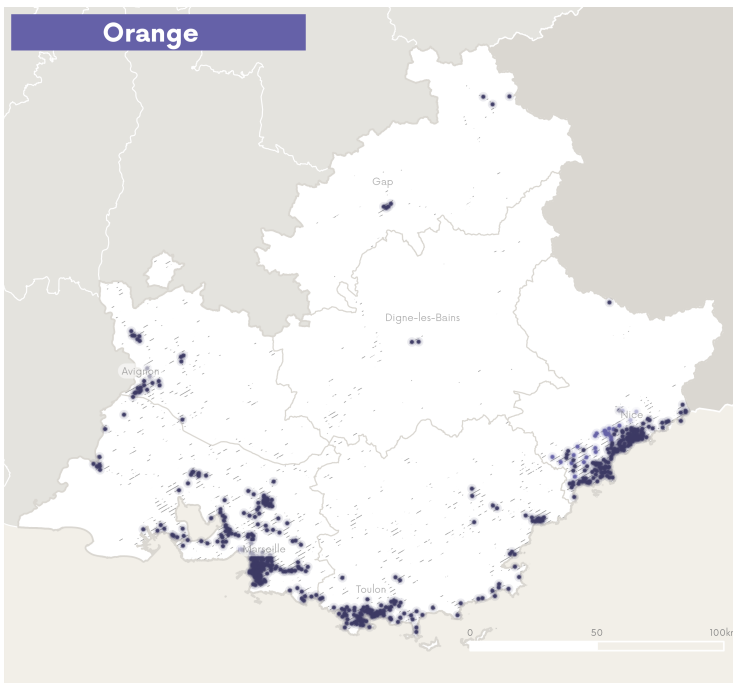 Orange
Gap
Digne-les-Bains
Avignon
Nice
Marseille
Toulon
0 50 100km